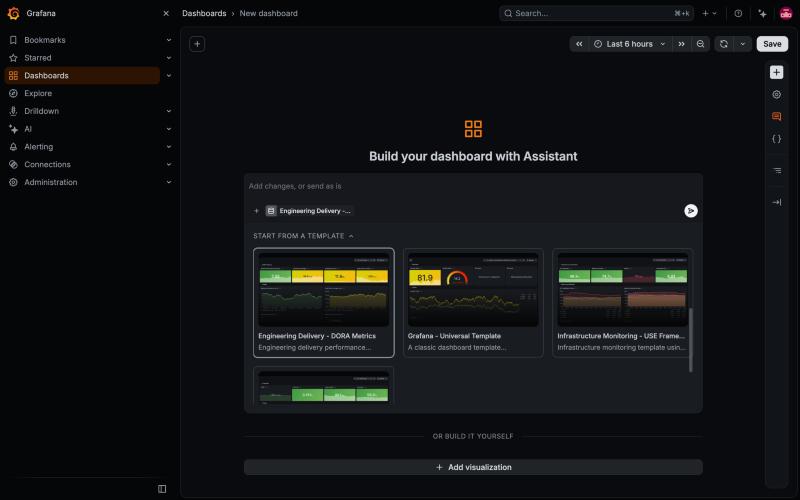 Grafana
Dashboards › New dashboard
Search...
⌘+k
Bookmarks
Starred
Dashboards
Explore
Drilldown
AI
Alerting
Connections
Administration
Last 6 hours
Save
Build your dashboard with Assistant
Add changes, or send as is
Engineering Delivery -...
START FROM A TEMPLATE
81.9
Engineering Delivery - DORA Metrics
Engineering delivery performance...
Grafana - Universal Template
A classic dashboard template...
Infrastructure Monitoring - USE Frame...
Infrastructure monitoring template usin...
OR BUILD IT YOURSELF
Add visualization